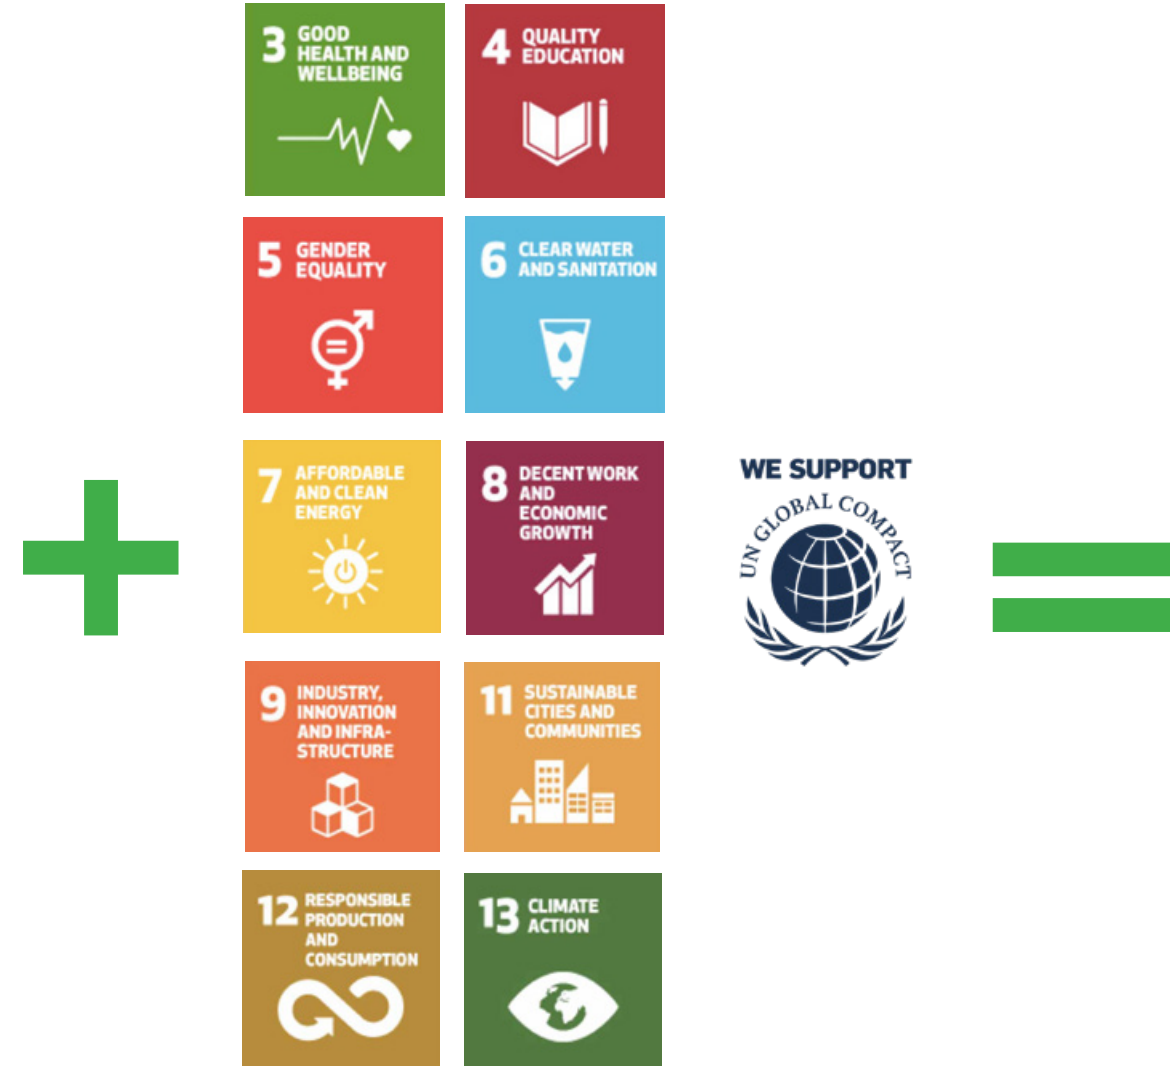 3 GOOD
HEALTH AND
WELLBEING
4 QUALITY
EDUCATION
5 GENDER
EQUALITY
6 CLEAR WATER
AND SANITATION
7 AFFORDABLE
AND CLEAN
ENERGY
8 DECENT WORK
AND
ECONOMIC
GROWTH
WE SUPPORT
UN GLOBAL COMPACT
9 INDUSTRY,
INNOVATION
AND INFRA-
STRUCTURE
11 SUSTAINABLE
CITIES AND
COMMUNITIES
12 RESPONSIBLE
PRODUCTION
AND
CONSUMPTION
13 CLIMATE
ACTION